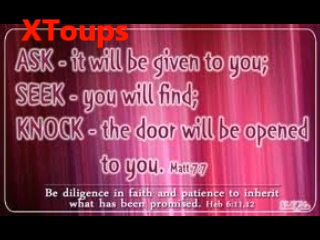 XToups
ASK - it will be given to you;
SEEK - you will find;
KNOCK - the door will be opened
to you. Matt 7:7
Be diligence in faith and patience to inherit
what has been promised. Heb 6:11,12